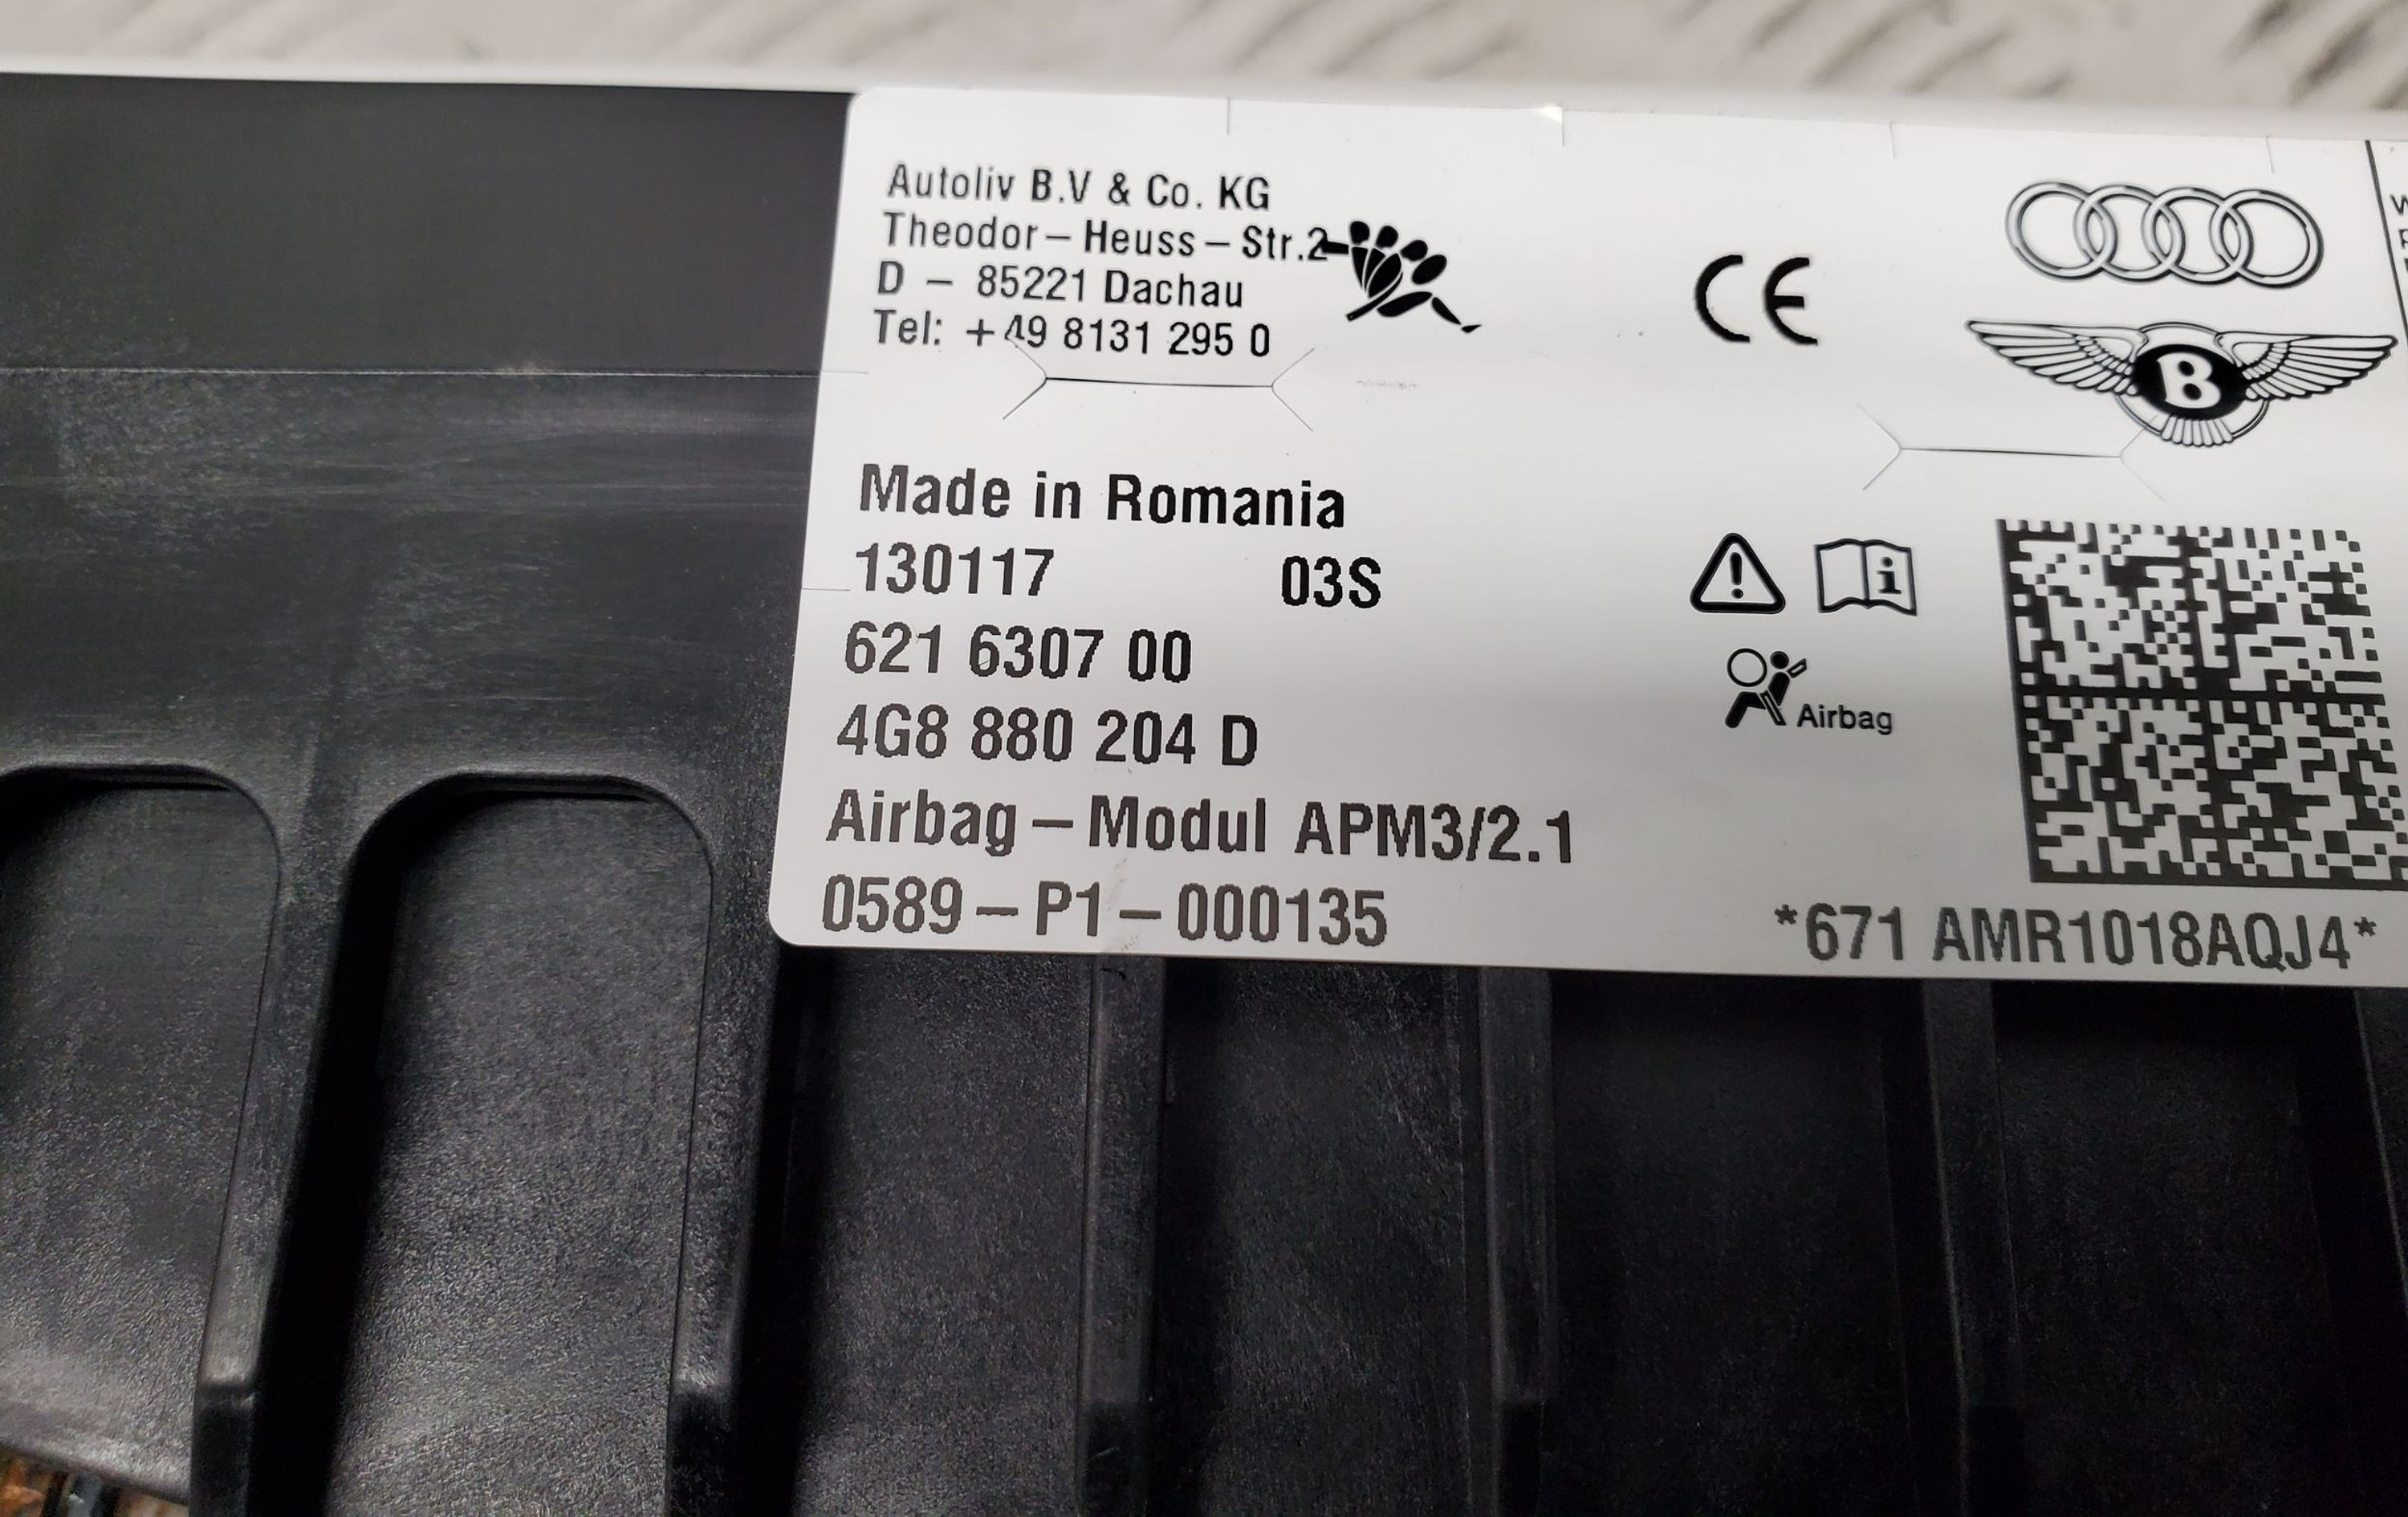 Autoliv B.V & Co. KG
Theodor – Heuss – Str.2
D – 85221 Dachau
Tel: +49 8131 295 0
CE
B
Made in Romania
130117 03S
621 6307 00
4G8 880 204 D
Airbag – Modul APM3/2.1
Airbag
0589 – P1 – 000135
*671 AMR1018AQJ4*